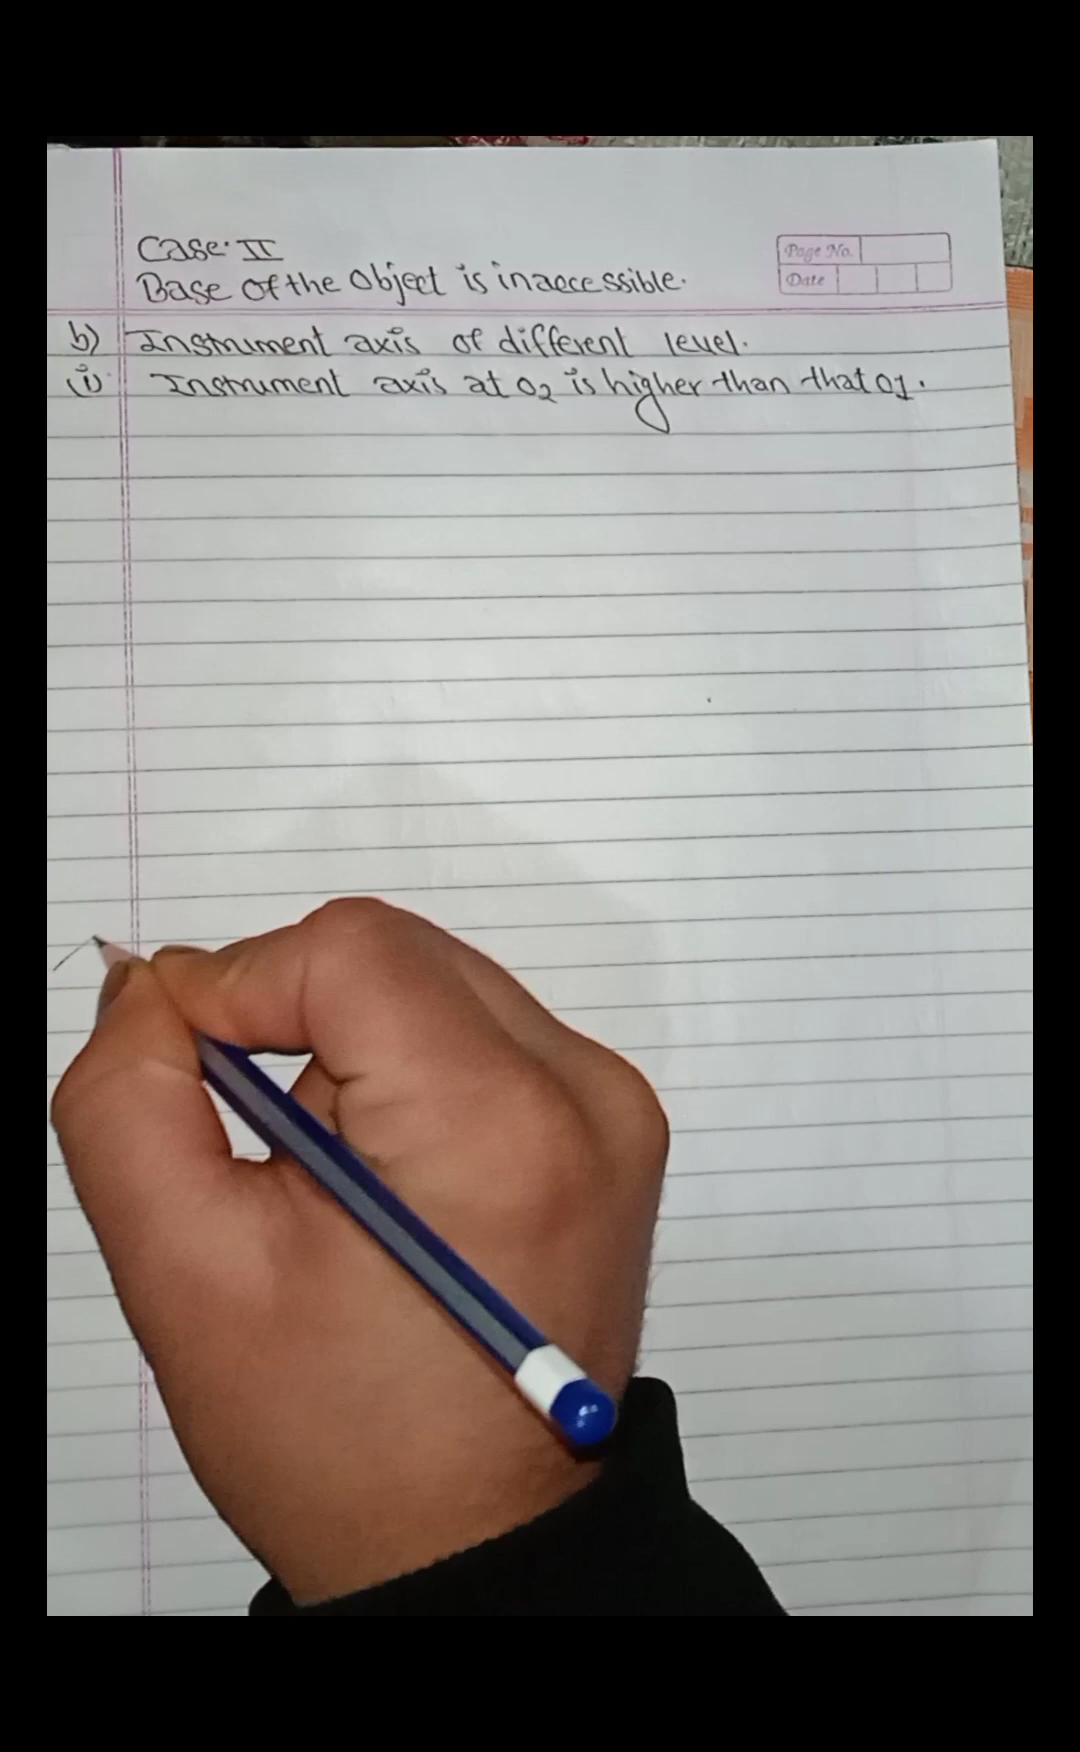 Case. II
Base of the object is inaccessible.
Page No.
Date
b) Instrument axis of different level.
(i) Instrument axis at O2 is higher than that O1.